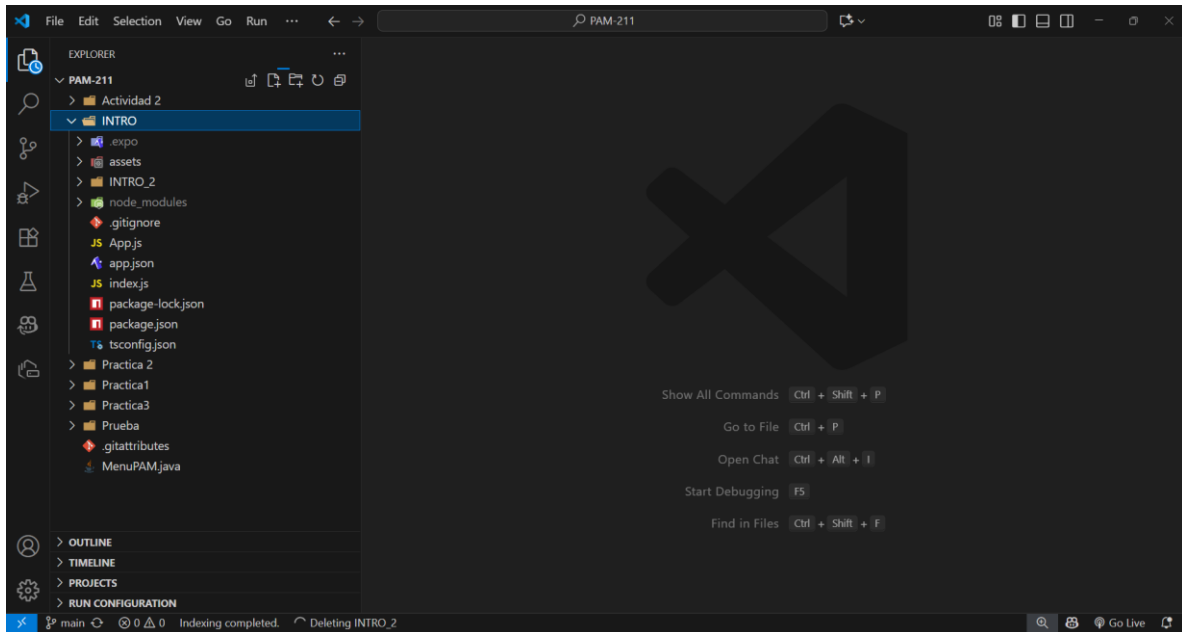 File Edit Selection View Go Run ··· PAM-211
EXPLORER ···
PAM-211
Actividad 2
INTRO
.expo
assets
INTRO_2
node_modules
.gitignore
JS App.js
app.json
JS index.js
package-lock.json
package.json
TS tsconfig.json
Practica 2
Practica1
Practica3
Prueba
.gitattributes
MenuPAM.java
Show All Commands Ctrl + Shift + P
Go to File Ctrl + P
Open Chat Ctrl + Alt + I
Start Debugging F5
Find in Files Ctrl + Shift + F
OUTLINE
TIMELINE
PROJECTS
RUN CONFIGURATION
main 0 0 Indexing completed. Deleting INTRO_2 Go Live